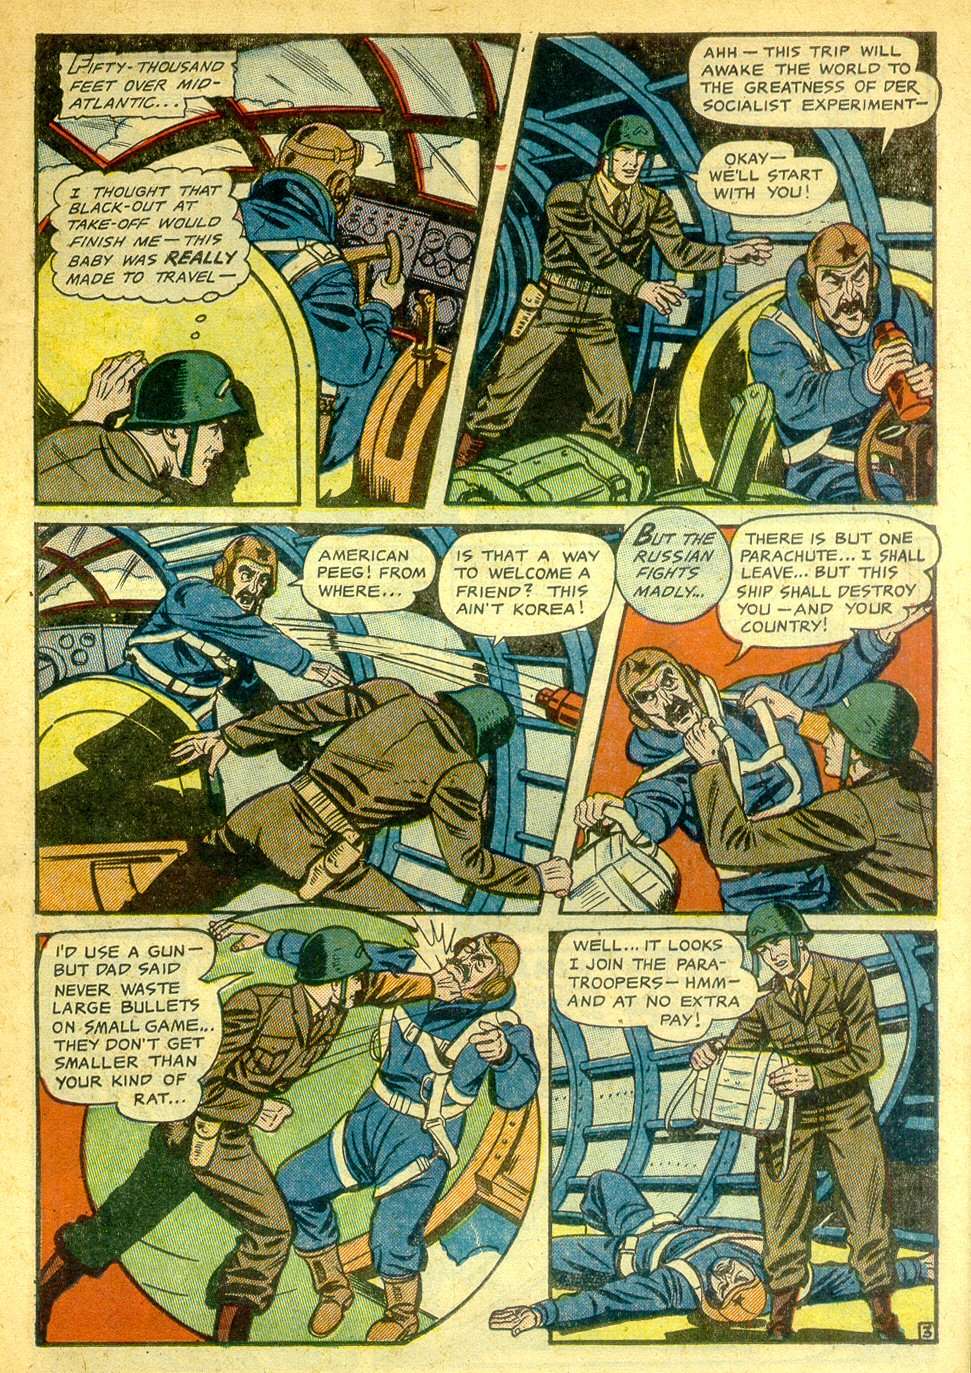 FIFTY-THOUSAND
FEET OVER MID-
ATLANTIC...
I THOUGHT THAT
BLACK-OUT AT
TAKE-OFF WOULD
FINISH ME—THIS
BABY WAS REALLY
MADE TO TRAVEL—
AHH—THIS TRIP WILL
AWAKE THE WORLD TO
THE GREATNESS OF DER
SOCIALIST EXPERIMENT—
OKAY—
WE'LL START
WITH YOU!
AMERICAN
PEEG! FROM
WHERE...
IS THAT A WAY
TO WELCOME A
FRIEND? THIS
AIN'T KOREA!
BUT THE
RUSSIAN
FIGHTS
MADLY...
THERE IS BUT ONE
PARACHUTE... I SHALL
LEAVE... BUT THIS
SHIP SHALL DESTROY
YOU—AND YOUR
COUNTRY!
I'D USE A GUN—
BUT DAD SAID
NEVER WASTE
LARGE BULLETS
ON SMALL GAME...
THEY DON'T GET
SMALLER THAN
YOUR KIND OF
RAT...
WELL... IT LOOKS
I JOIN THE PARA-
TROOPERS—HMM—
AND AT NO EXTRA
PAY!
3